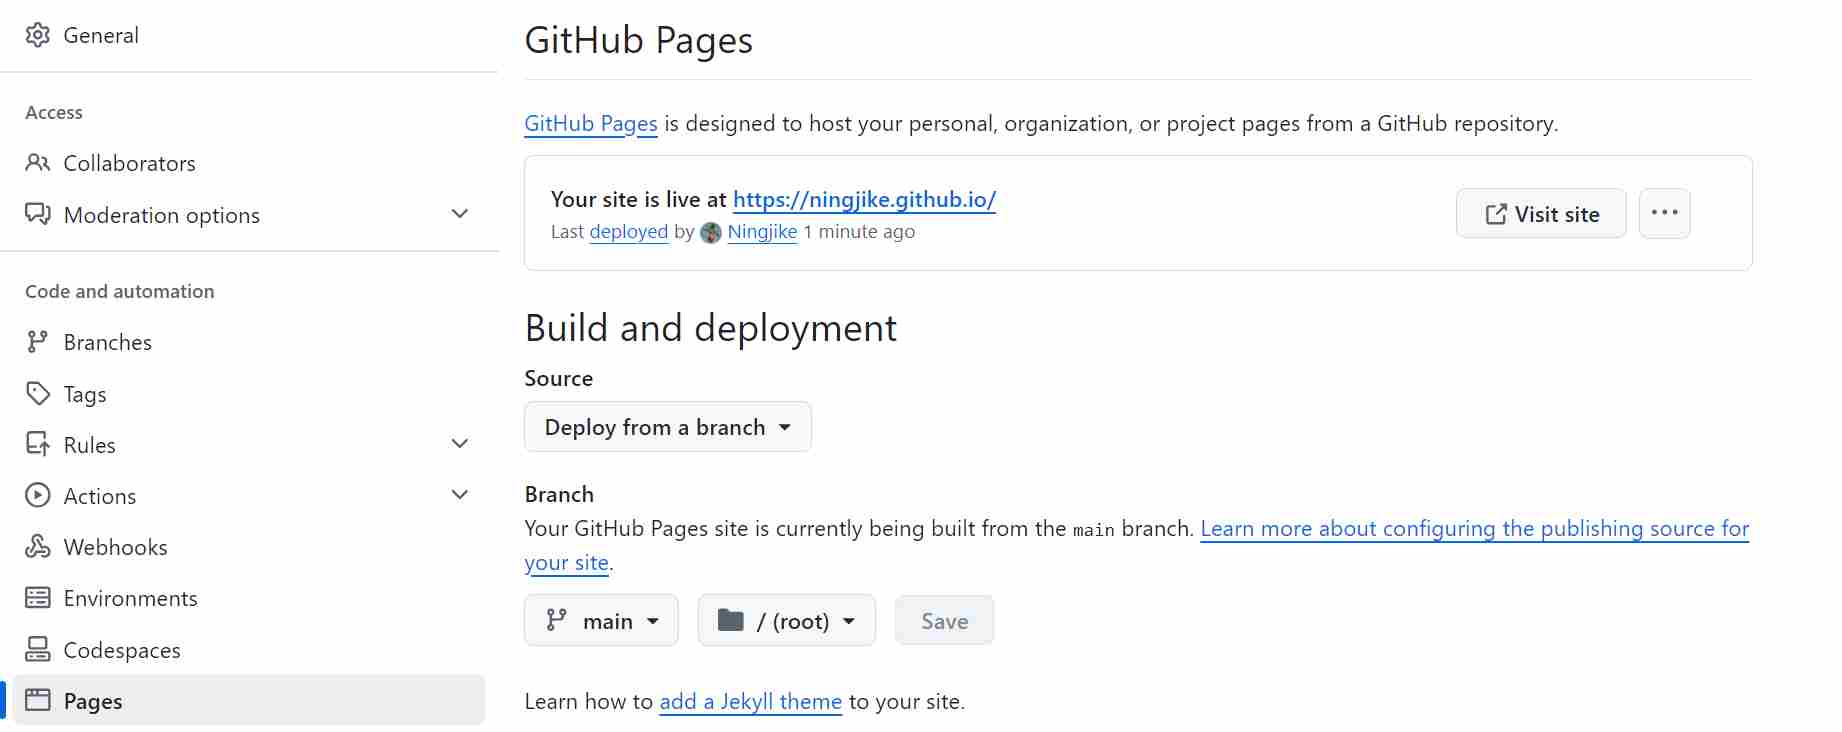 General
Access
Collaborators
Moderation options
Code and automation
Branches
Tags
Rules
Actions
Webhooks
Environments
Codespaces
Pages
GitHub Pages
GitHub Pages is designed to host your personal, organization, or project pages from a GitHub repository.
Your site is live at https://ningjike.github.io/
Last deployed by Ningjike 1 minute ago
Visit site
Build and deployment
Source
Deploy from a branch
Branch
Your GitHub Pages site is currently being built from the main branch. Learn more about configuring the publishing source for
your site.
main / (root) Save
Learn how to add a Jekyll theme to your site.